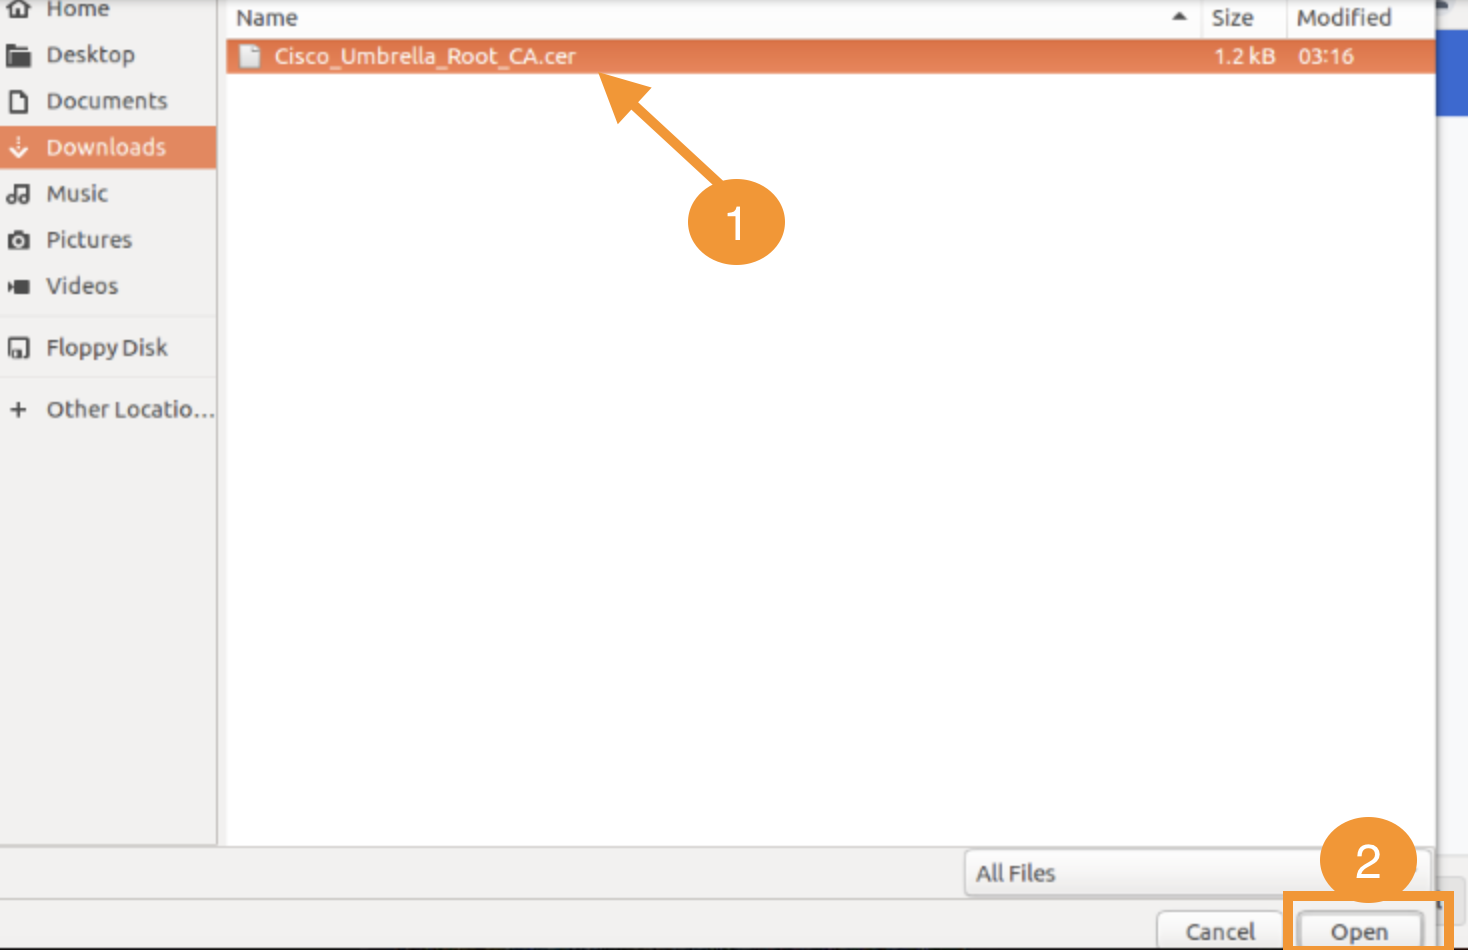 Home
Name Size Modified
Desktop
Cisco_Umbrella_Root_CA.cer 1.2 kB 03:16
Documents
Downloads
Music
1
Pictures
Videos
Floppy Disk
Other Locatio...
All Files
2
Cancel Open